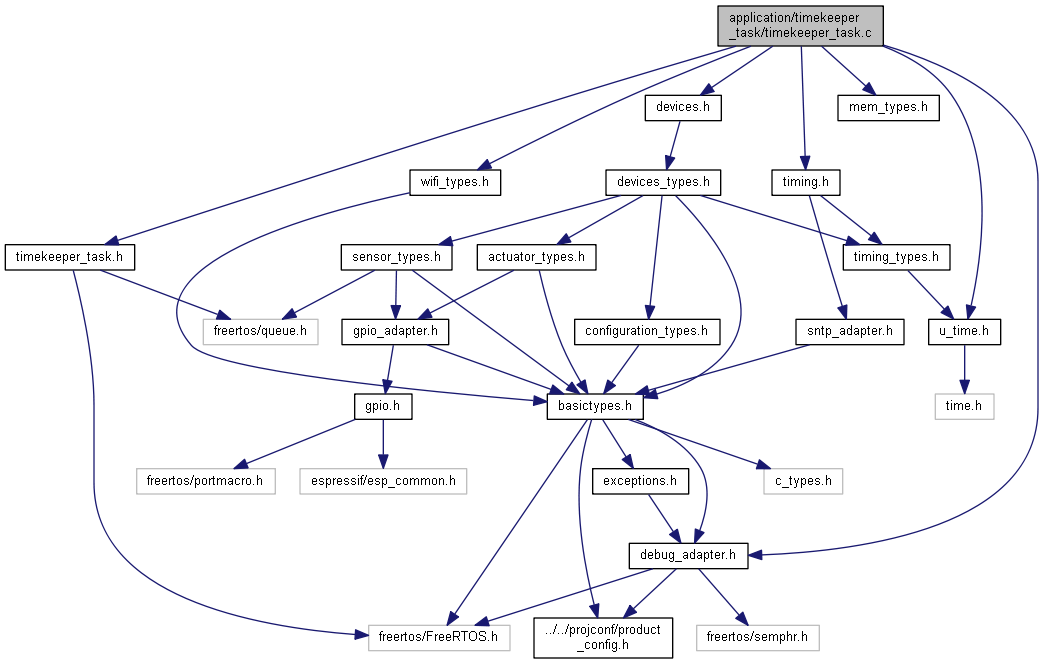 application/timekeeper
_task/timekeeper_task.c
devices.h
mem_types.h
wifi_types.h
devices_types.h
timing.h
timekeeper_task.h
sensor_types.h
actuator_types.h
timing_types.h
freertos/queue.h
gpio_adapter.h
configuration_types.h
sntp_adapter.h
u_time.h
gpio.h
basictypes.h
time.h
freertos/portmacro.h
espressif/esp_common.h
exceptions.h
c_types.h
debug_adapter.h
freertos/FreeRTOS.h
../../projconf/product
_config.h
freertos/semphr.h